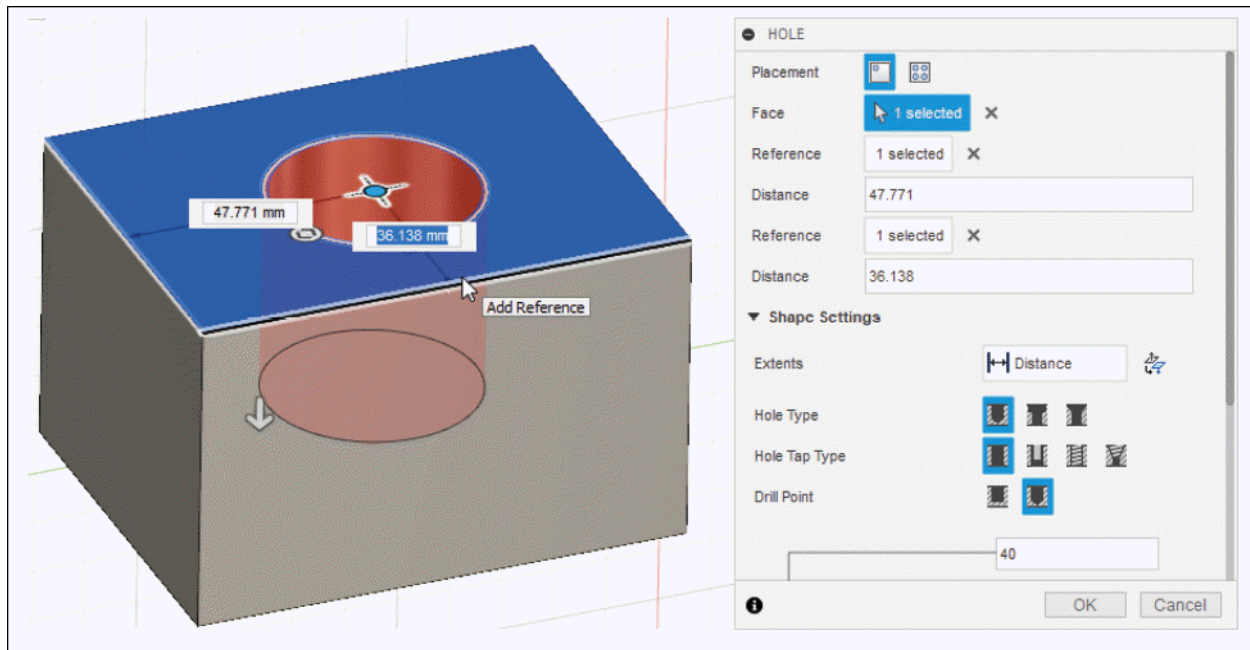 47.771 mm
36.138 mm
Add Reference
HOLE
Placement
Face 1 selected
Reference 1 selected
Distance 47.771
Reference 1 selected
Distance 36.138
Shape Settings
Extents Distance
Hole Type
Hole Tap Type
Drill Point
40
OK Cancel